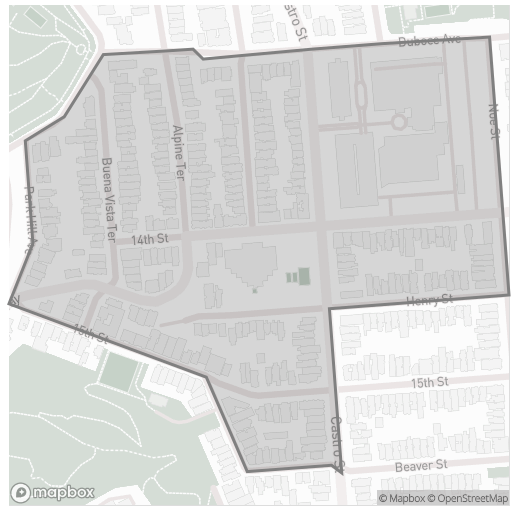 stro St
Duboce Ave
Noe St
Alpine Ter
Buena Vista Ter
Park Hill Ave
14th St
Henry St
15th St
15th St
Castro St
Beaver St
mapbox
© Mapbox © OpenStreetMap